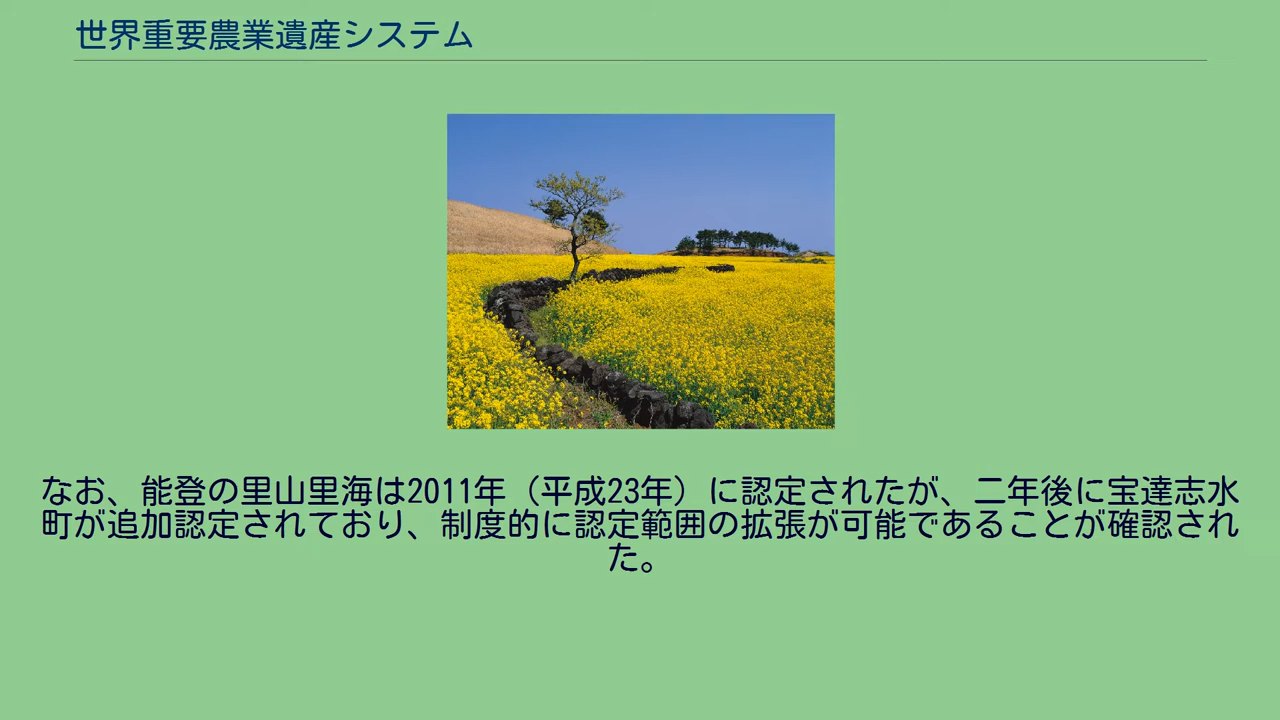 世界重要農業遺産システム
なお、能登の里山里海は2011年（平成23年）に認定されたが、二年後に宝達志水
町が追加認定されており、制度的に認定範囲の拡張が可能であることが確認され
た。